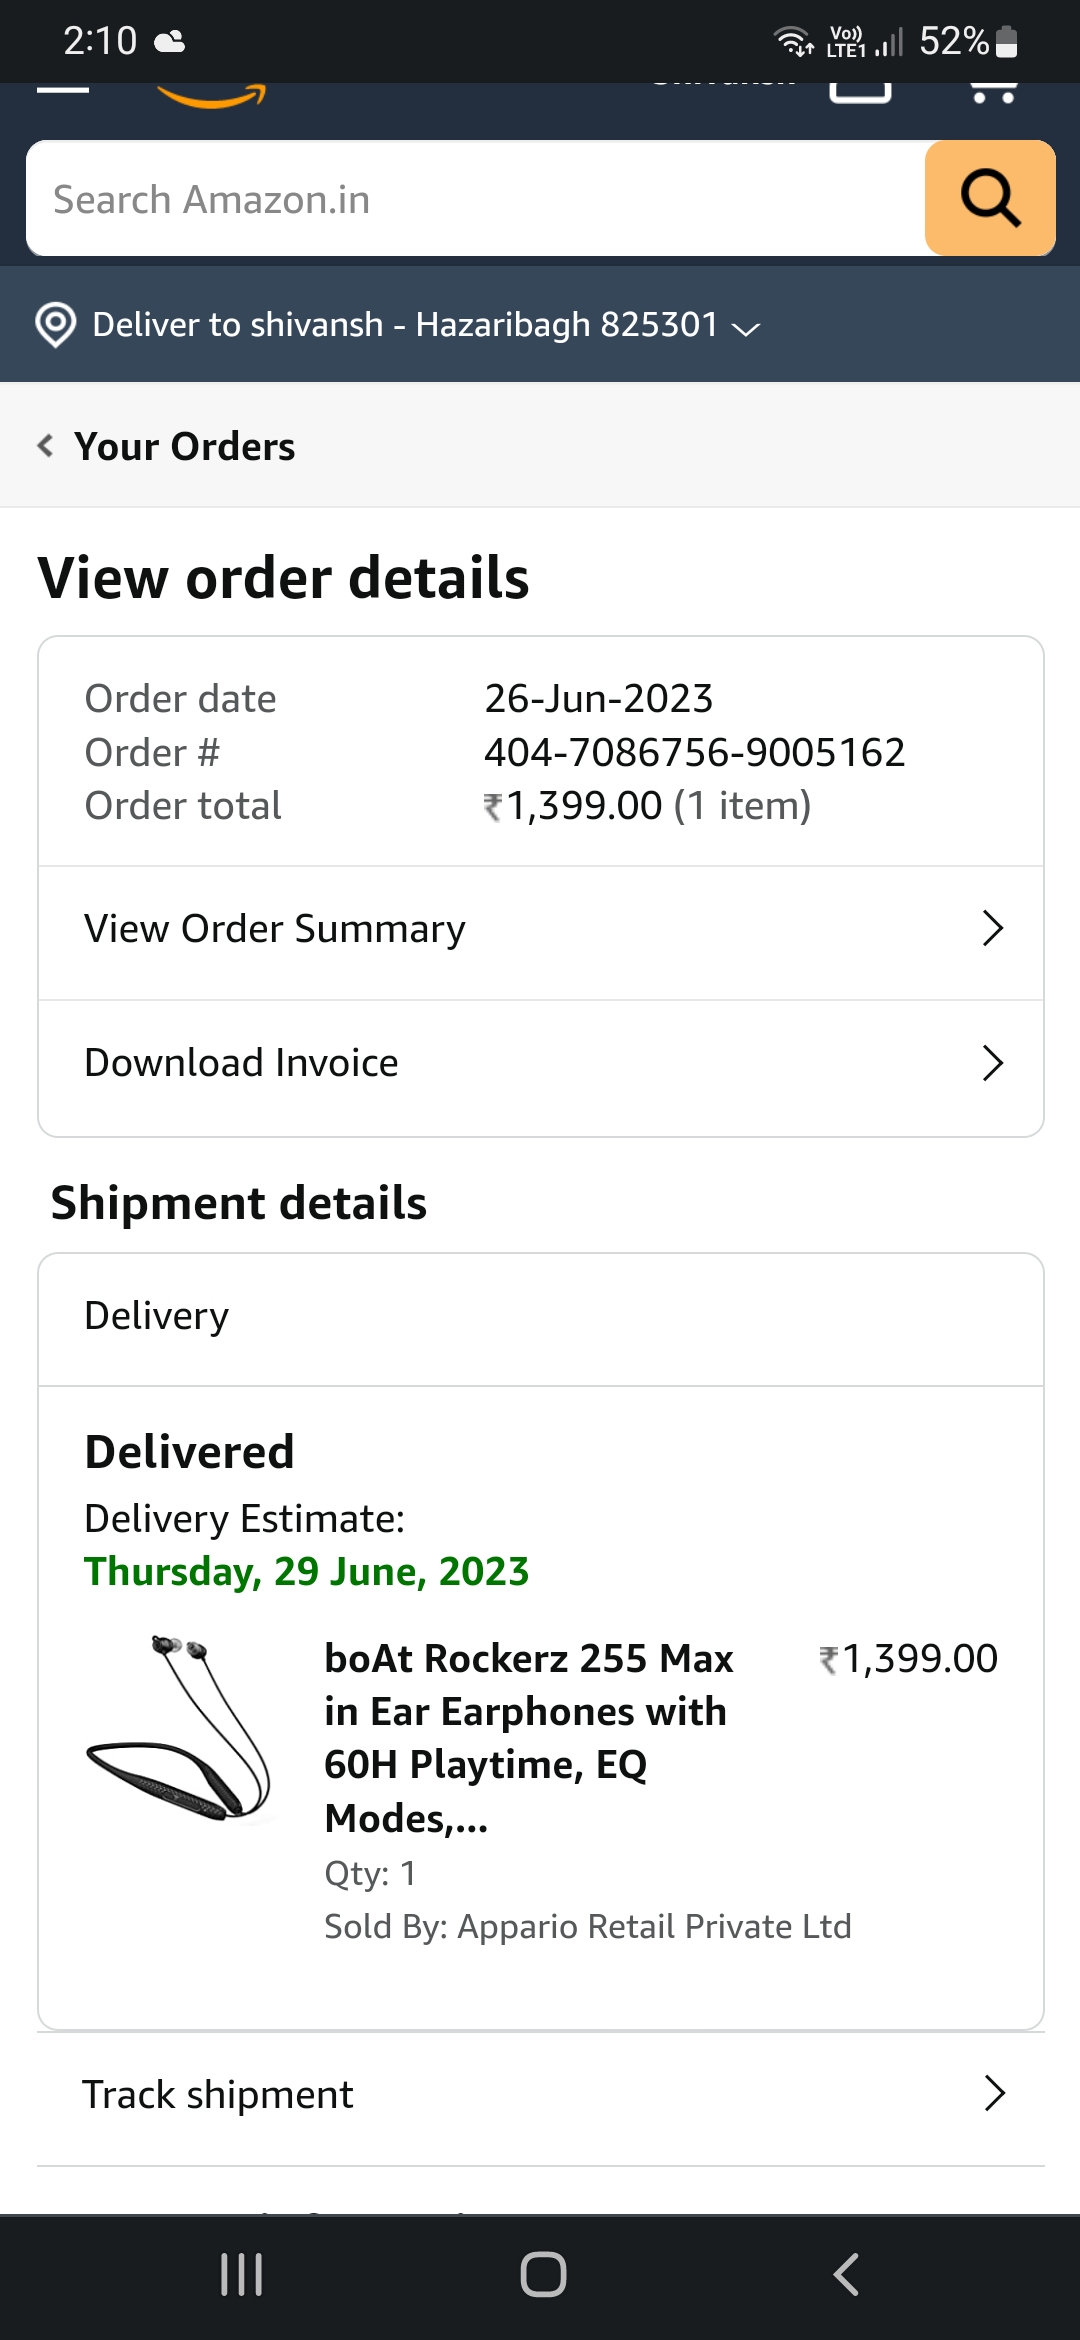 2:10
Vo))
LTE1
52%
Search Amazon.in
Deliver to shivansh - Hazaribagh 825301
Your Orders
View order details
Order date 26-Jun-2023
Order # 404-7086756-9005162
Order total ₹1,399.00 (1 item)
View Order Summary
Download Invoice
Shipment details
Delivery
Delivered
Delivery Estimate:
Thursday, 29 June, 2023
boAt Rockerz 255 Max ₹1,399.00
in Ear Earphones with
60H Playtime, EQ
Modes,...
Qty: 1
Sold By: Appario Retail Private Ltd
Track shipment